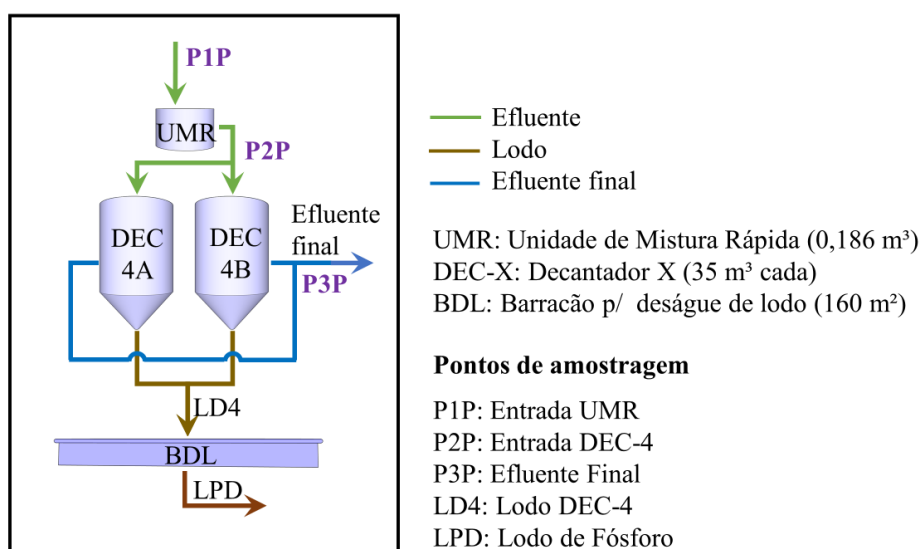 P1P
UMR
P2P
DEC
4A
DEC
4B
Efluente
final
P3P
LD4
BDL
LPD
Efluente
Lodo
Efluente final
UMR: Unidade de Mistura Rápida (0,186 m³)
DEC-X: Decantador X (35 m³ cada)
BDL: Barracão p/ deságue de lodo (160 m²)
Pontos de amostragem
P1P: Entrada UMR
P2P: Entrada DEC-4
P3P: Efluente Final
LD4: Lodo DEC-4
LPD: Lodo de Fósforo